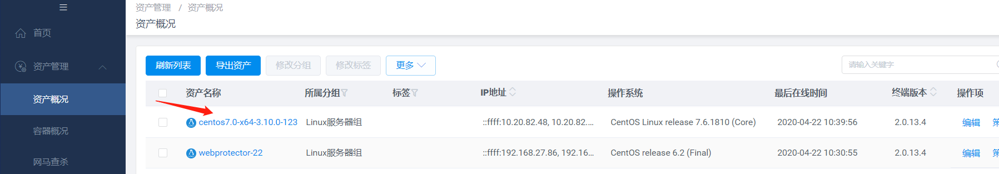 资产管理 / 资产概况
资产概况
首页
资产管理
资产概况
容器概况
网马查杀
刷新列表 导出资产 修改分组 修改标签 更多 请输入关键字
资产名称 所属分组 标签 IP地址 操作系统 最后在线时间 终端版本 操作项
centos7.0-x64-3.10.0-123 Linux服务器组 ::ffff:10.20.82.48, 10.20.82.... CentOS Linux release 7.6.1810 (Core) 2020-04-22 10:39:56 2.0.13.4 编辑
webprotector-22 Linux服务器组 ::ffff:192.168.27.86, 192.16... CentOS release 6.2 (Final) 2020-04-22 10:30:55 2.0.13.4 编辑